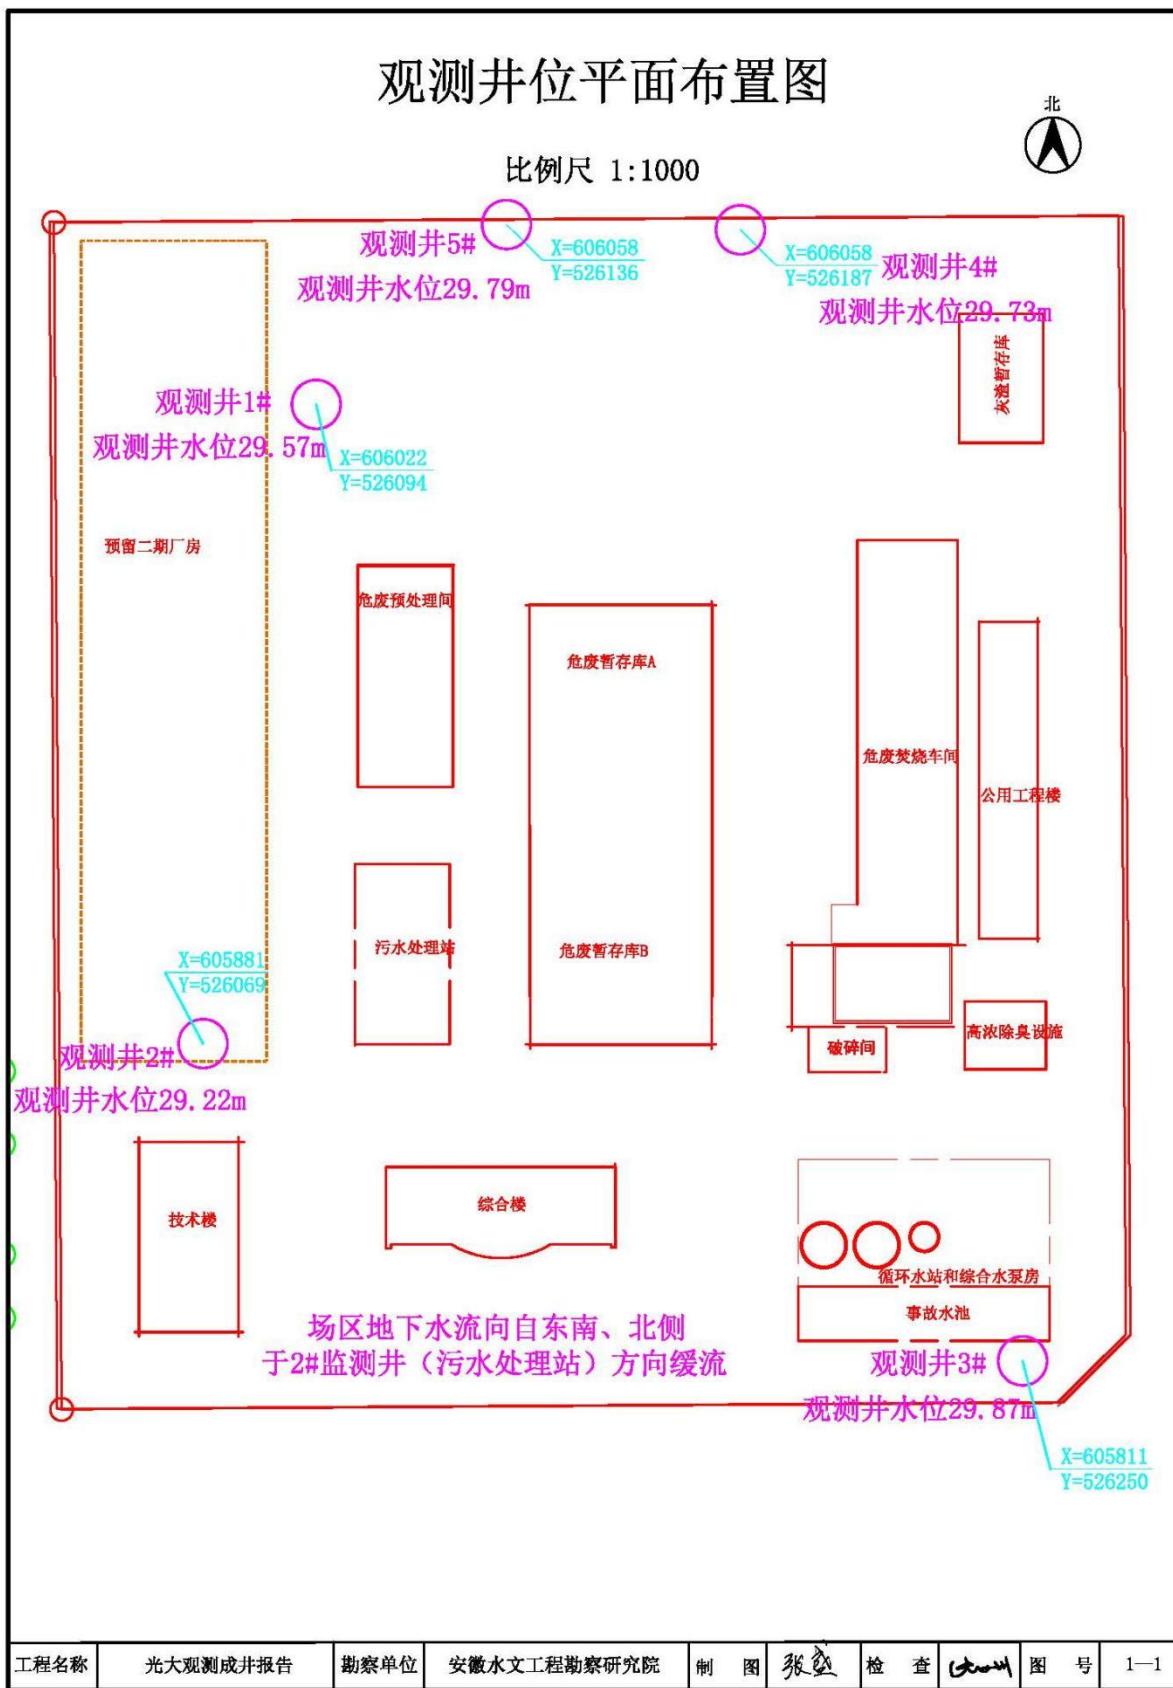 观测井位平面布置图
北
比例尺 1:1000
观测井5#
X=606058
Y=526136
观测井水位29.79m
X=606058
Y=526187
观测井4#
观测井水位29.73m
灰渣暂存库
观测井1#
观测井水位29.57m
X=606022
Y=526094
预留二期厂房
危废预处理间
危废暂存库A
危废焚烧车间
公用工程楼
污水处理站
危废暂存库B
X=605881
Y=526069
观测井2#
观测井水位29.22m
破碎间
高浓除臭设施
技术楼
综合楼
循环水站和综合水泵房
事故水池
场区地下水流向自东南、北侧
于2#监测井（污水处理站）方向缓流
观测井3#
观测井水位29.87m
X=605811
Y=526250
工程名称 光大观测成井报告 勘察单位 安徽水文工程勘察研究院 制 图 张盛 检 查 图 号 1—1